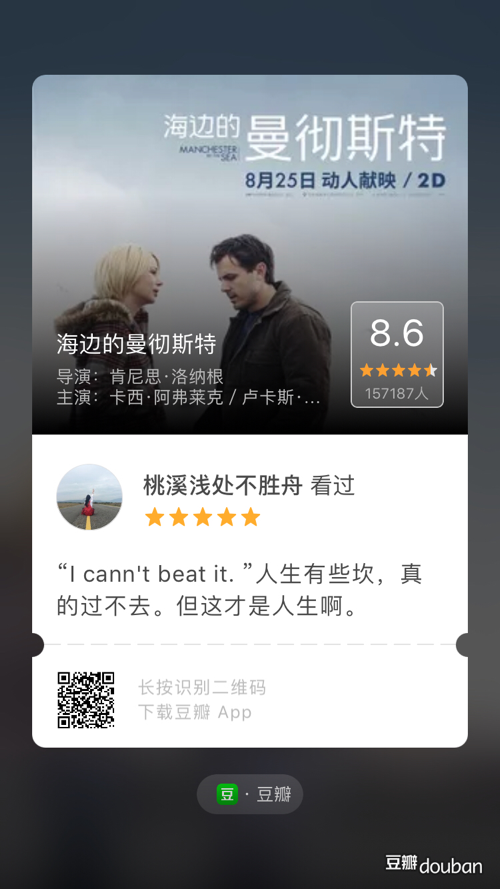 海边的曼彻斯特
MANCHESTER
BY THE SEA
8月25日 动人献映 / 2D
海边的曼彻斯特
导演：肯尼思·洛纳根
主演：卡西·阿弗莱克 / 卢卡斯·...
8.6
157187人
桃溪浅处不胜舟 看过
“I cann't beat it. ”人生有些坎，真
的过不去。但这才是人生啊。
长按识别二维码
下载豆瓣 App
豆 · 豆瓣
豆瓣douban